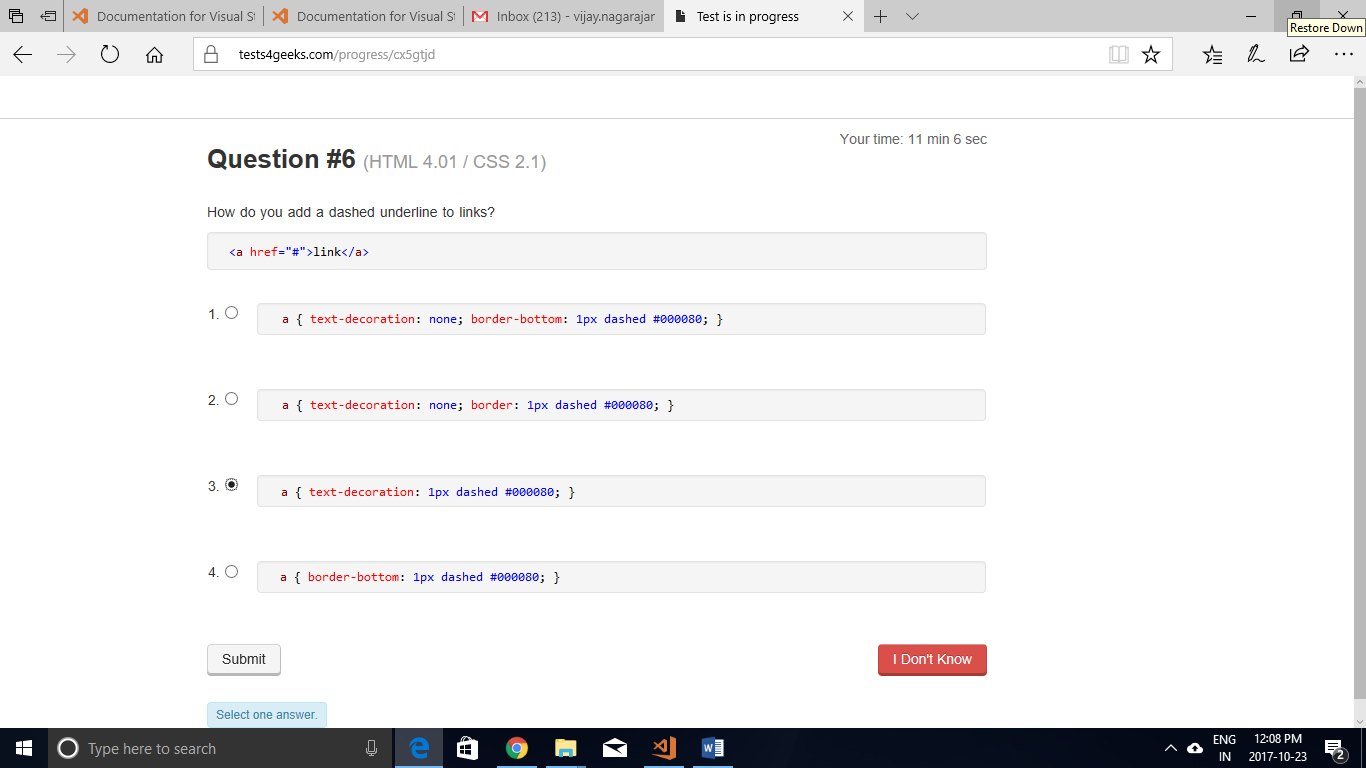 Documentation for Visual S
Documentation for Visual S
Inbox (213) - vijay.nagarajar
Test is in progress
Restore Down
tests4geeks.com/progress/cx5gtjd
Your time: 11 min 6 sec
Question #6 (HTML 4.01 / CSS 2.1)
How do you add a dashed underline to links?
<a href="#">link</a>
1. a { text-decoration: none; border-bottom: 1px dashed #000080; }
2. a { text-decoration: none; border: 1px dashed #000080; }
3. a { text-decoration: 1px dashed #000080; }
4. a { border-bottom: 1px dashed #000080; }
Submit
I Don't Know
Select one answer.
Type here to search
ENG
IN
12:08 PM
2017-10-23
2